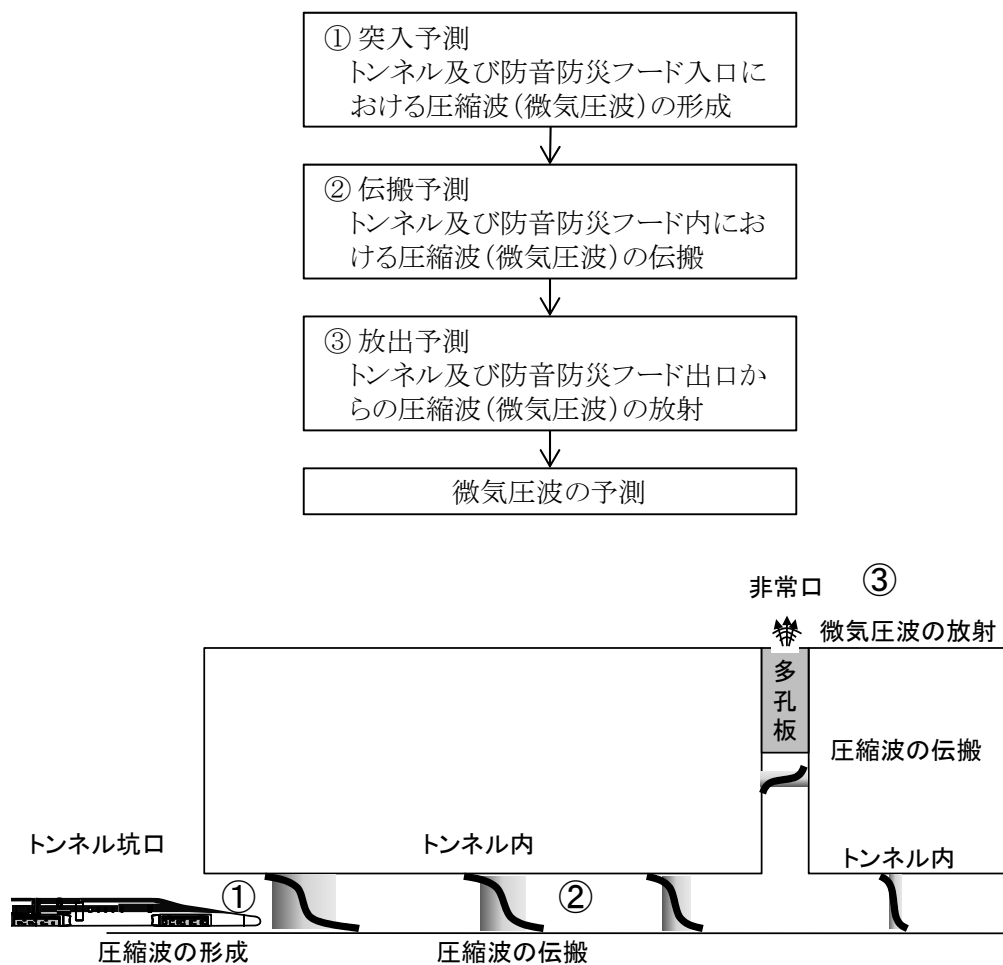 ① 突入予測
トンネル及び防音防災フード入口に
おける圧縮波(微気圧波)の形成
② 伝搬予測
トンネル及び防音防災フード内にお
ける圧縮波(微気圧波)の伝搬
③ 放出予測
トンネル及び防音防災フード出口か
らの圧縮波(微気圧波)の放射
微気圧波の予測
非常口 ③
微気圧波の放射
多孔板
圧縮波の伝搬
トンネル坑口
トンネル内
トンネル内
①
②
圧縮波の形成
圧縮波の伝搬